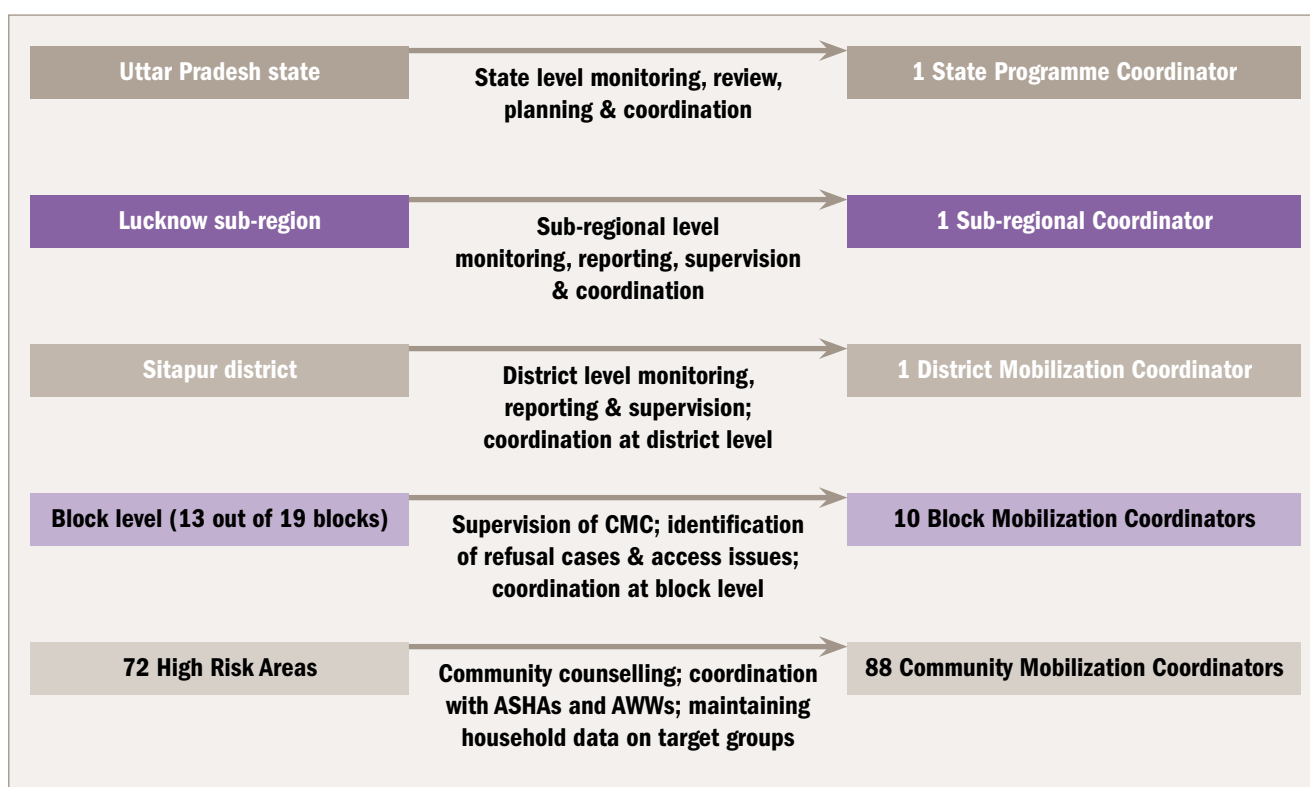 Uttar Pradesh state
State level monitoring, review,
planning & coordination
1 State Programme Coordinator
Lucknow sub-region
Sub-regional level
monitoring, reporting, supervision
& coordination
1 Sub-regional Coordinator
Sitapur district
District level monitoring,
reporting & supervision;
coordination at district level
1 District Mobilization Coordinator
Block level (13 out of 19 blocks)
Supervision of CMC; identification
of refusal cases & access issues;
coordination at block level
10 Block Mobilization Coordinators
72 High Risk Areas
Community counselling; coordination
with ASHAs and AWWs; maintaining
household data on target groups
88 Community Mobilization Coordinators